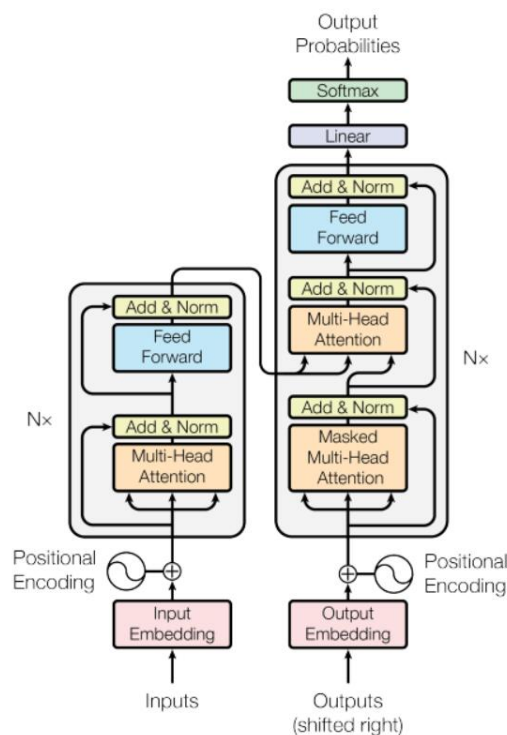 Output
Probabilities
Softmax
Linear
Add & Norm
Feed
Forward
Add & Norm
Multi-Head
Attention
Add & Norm
Masked
Multi-Head
Attention
Nx
Add & Norm
Feed
Forward
Add & Norm
Multi-Head
Attention
Nx
Positional
Encoding
Positional
Encoding
Input
Embedding
Output
Embedding
Inputs
Outputs
(shifted right)